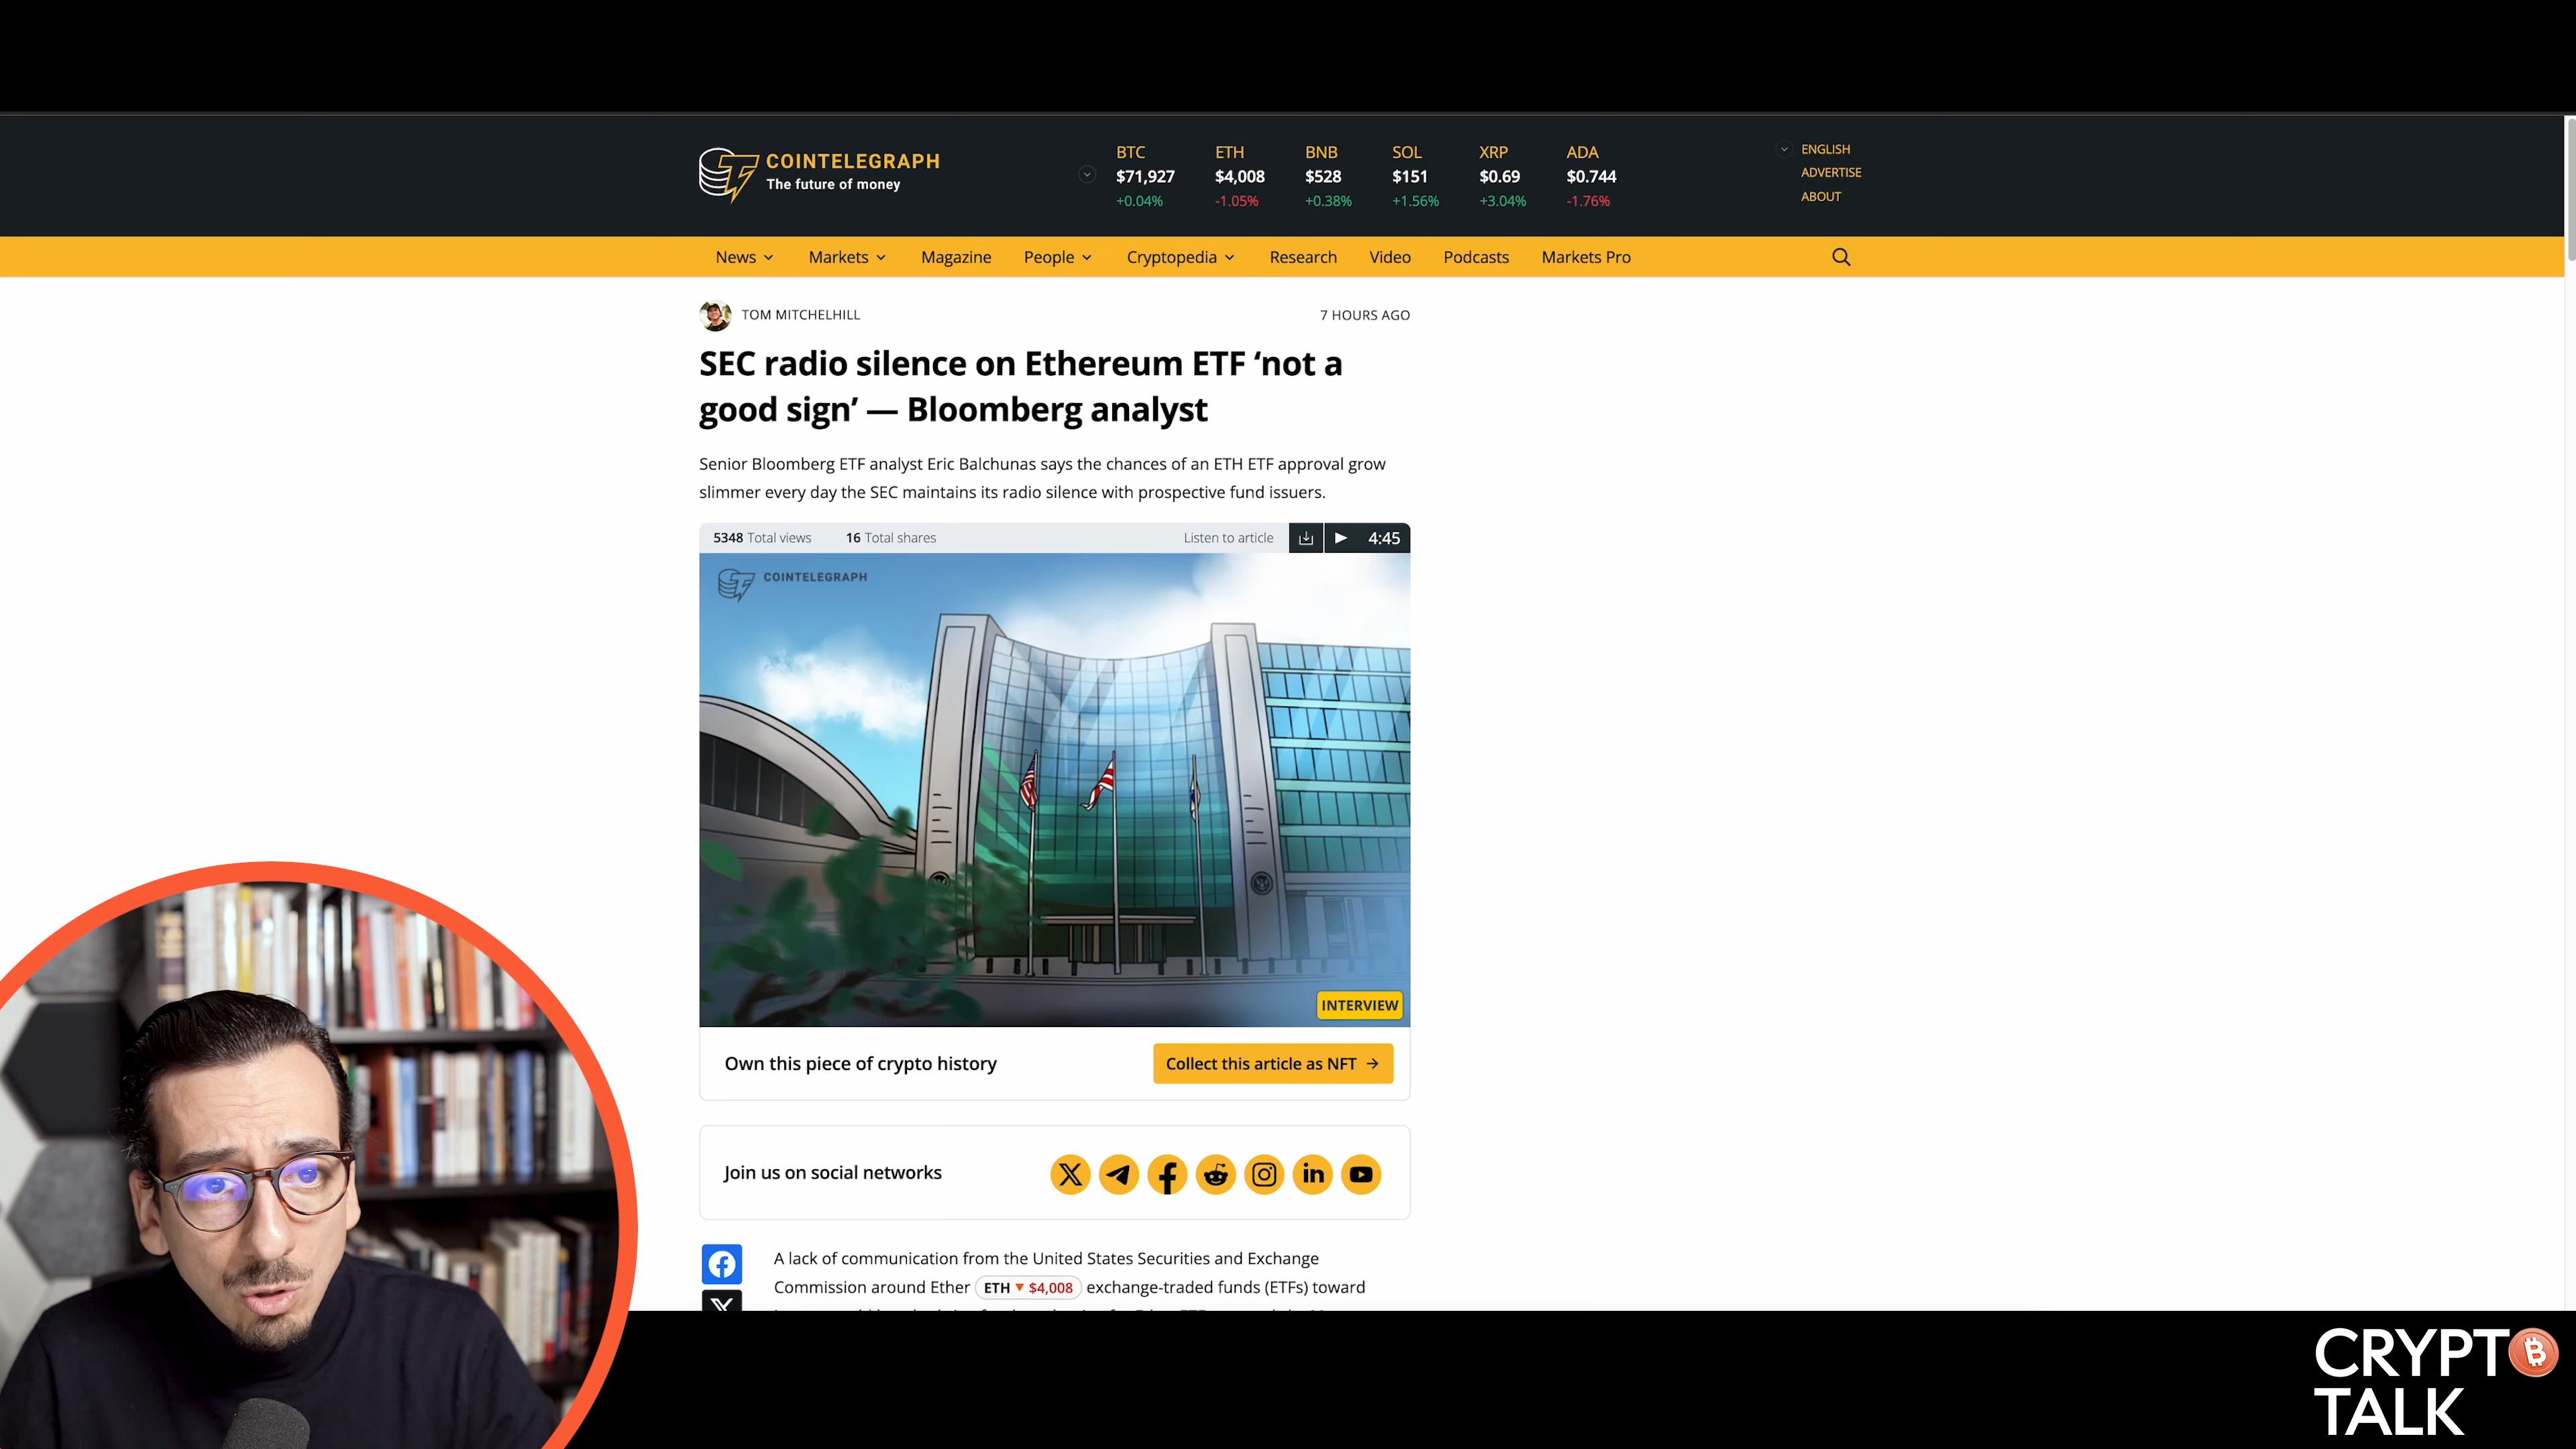 COINTELEGRAPH
The future of money
BTC
$71,927
+0.04%
ETH
$4,008
-1.05%
BNB
$528
+0.38%
SOL
$151
+1.56%
XRP
$0.69
+3.04%
ADA
$0.744
-1.76%
ENGLISH
ADVERTISE
ABOUT
News Markets Magazine People Cryptopedia Research Video Podcasts Markets Pro
TOM MITCHELHILL 7 HOURS AGO
SEC radio silence on Ethereum ETF ‘not a
good sign’ — Bloomberg analyst
Senior Bloomberg ETF analyst Eric Balchunas says the chances of an ETH ETF approval grow
slimmer every day the SEC maintains its radio silence with prospective fund issuers.
5348 Total views 16 Total shares Listen to article 4:45
COINTELEGRAPH
INTERVIEW
Own this piece of crypto history Collect this article as NFT →
Join us on social networks
A lack of communication from the United States Securities and Exchange
Commission around Ether ETH ▼ $4,008 exchange-traded funds (ETFs) toward
CRYPTO
TALK